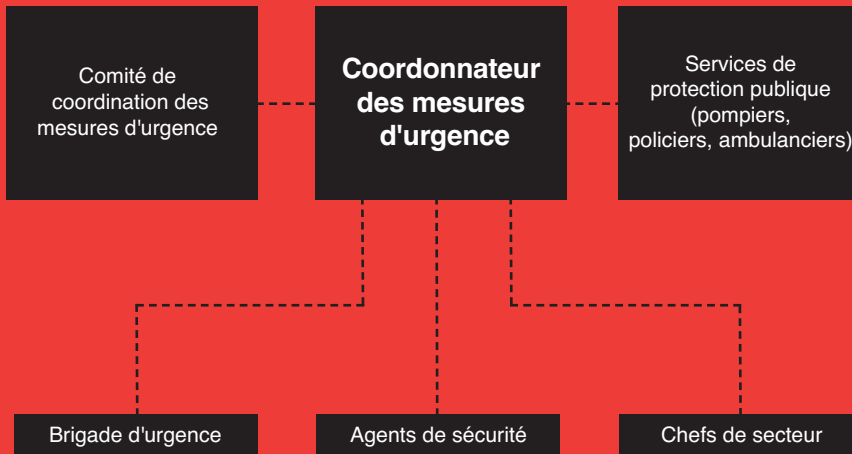 Comité de
coordination des
mesures d'urgence
Coordonnateur
des mesures
d'urgence
Services de
protection publique
(pompiers,
policiers, ambulanciers)
Brigade d'urgence
Agents de sécurité
Chefs de secteur